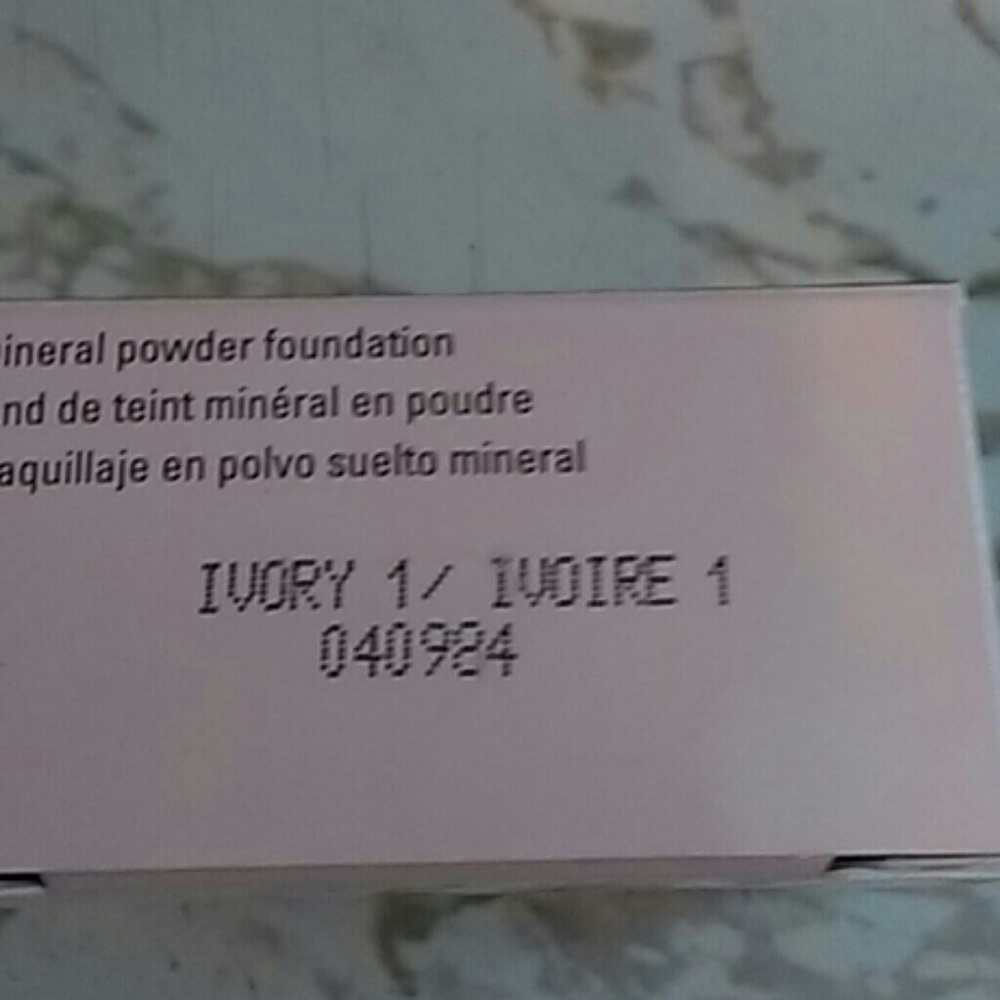 ineral powder foundation
nd de teint minéral en poudre
aquillaje en polvo suelto mineral
IVORY 1/ IVOIRE 1
040984